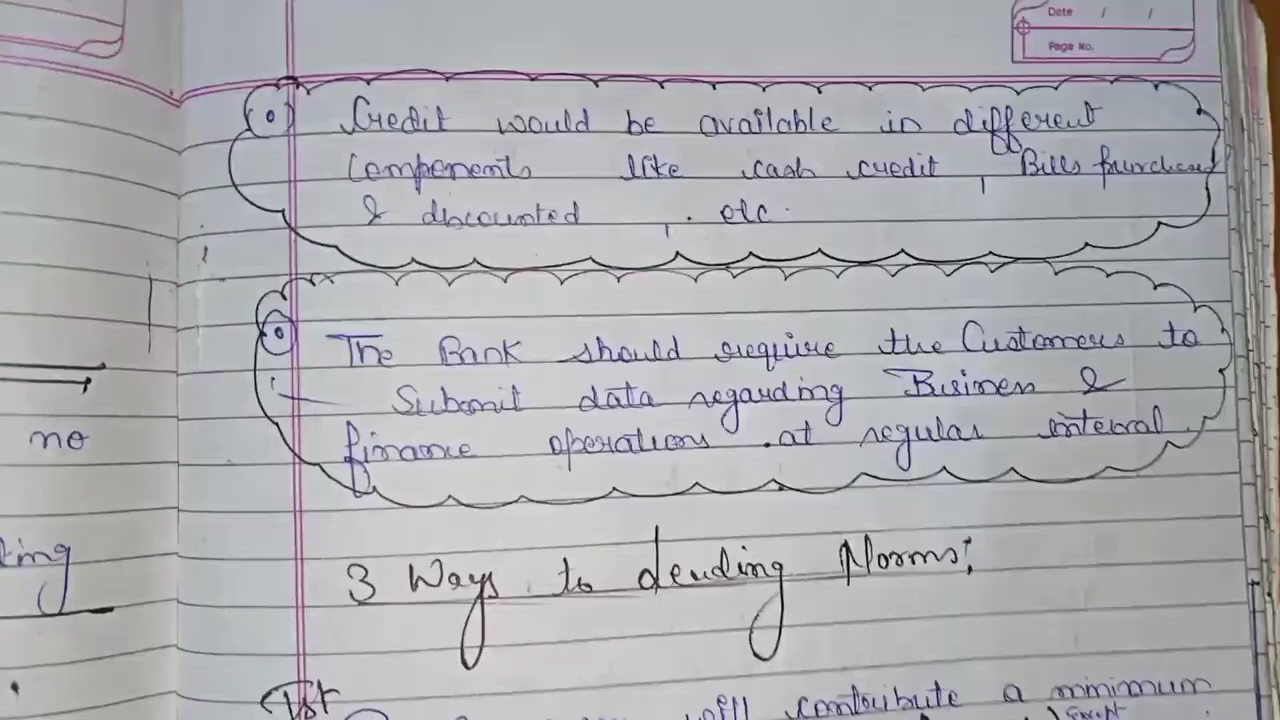 Date / /
Page No.
Credit would be available in different
Components like cash credit, Bills purchased
& discounted, etc.
The Bank should require the Customers to
Submit data regarding Business &
finance operations at regular interval
no
3 Ways to Lending Norms:
Ist
will contribute a minimum